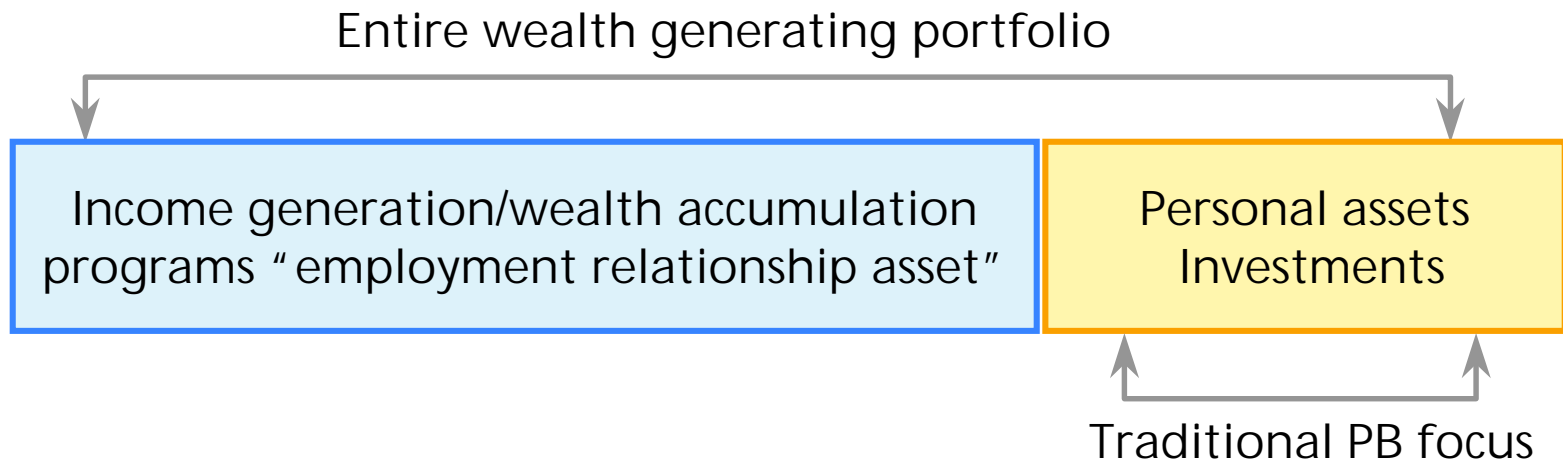 Entire wealth generating portfolio
Income generation/wealth accumulation
programs “employment relationship asset”
Personal assets
Investments
Traditional PB focus